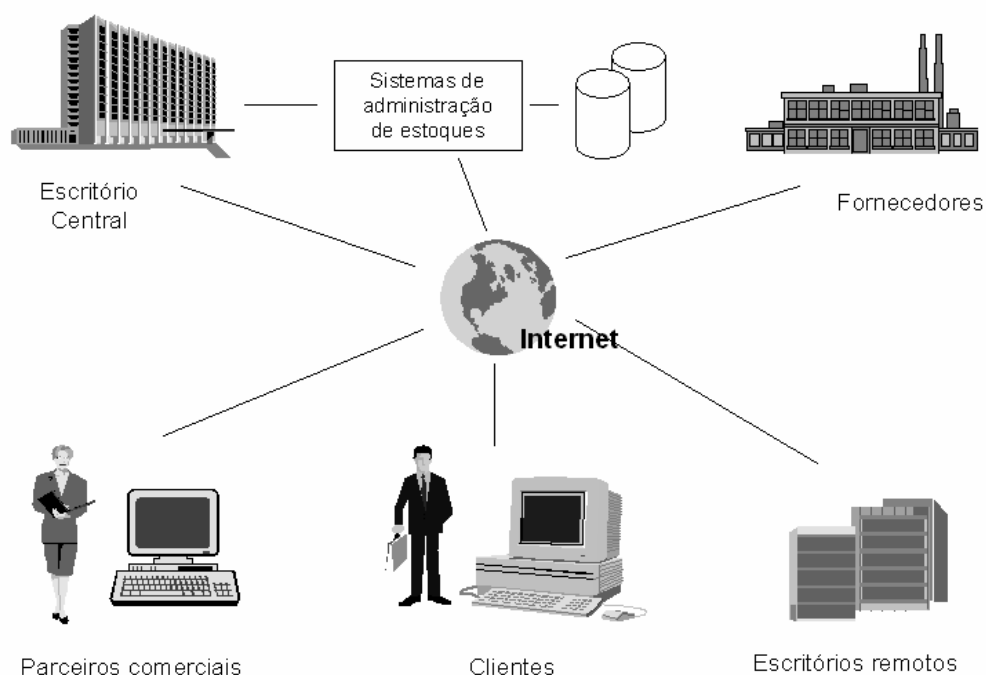 Sistemas de
administração
de estoques
Escritório
Central
Fornecedores
Internet
Parceiros comerciais
Clientes
Escritórios remotos